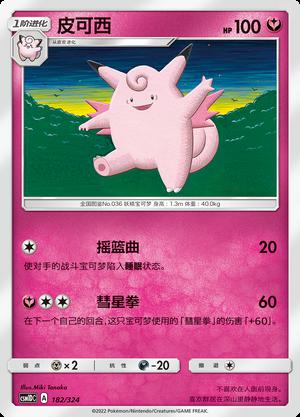 1阶进化 皮可西 HP 100
从皮皮进化
全国图鉴No.036 妖精宝可梦 身高：1.3m 体重：40.0kg
摇篮曲 20
使对手的战斗宝可梦陷入睡眠状态。
彗星拳 60
在下一个自己的回合，这只宝可梦使用的「彗星拳」的伤害「+60」。
Illus.Miki Tanaka
弱点 ×2 抗性 -20 撤退
CSM1DC A 182/324
不喜欢在人面前现身，
喜欢群居在深山里静静地生活。
©2022 Pokémon/Nintendo/Creatures/GAME FREAK.